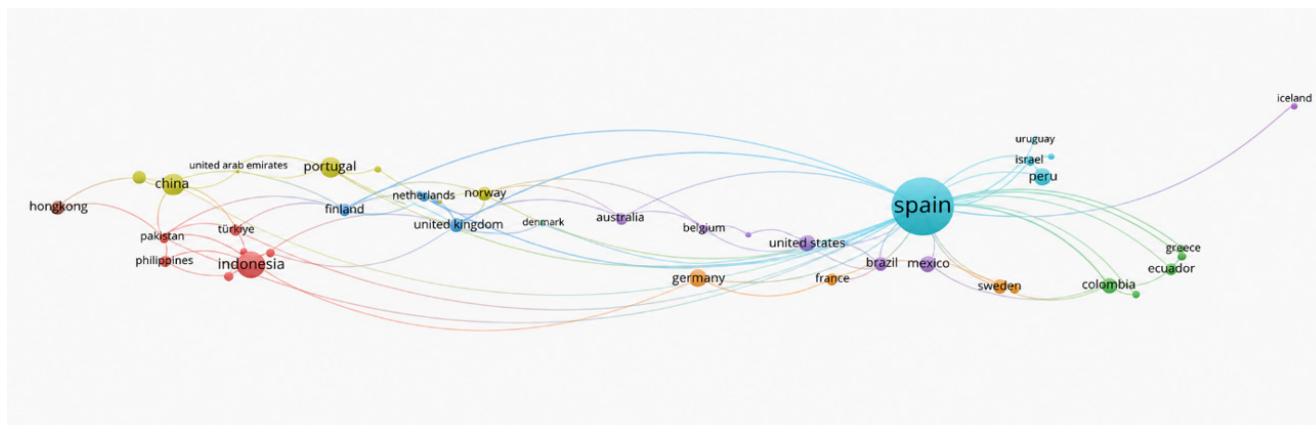 iceland
uruguay
israel
peru
united arab emirates
portugal
china
netherlands
norway
hongkong
finland
spain
australia
united kingdom
denmark
belgium
türkiye
pakistan
united states
greece
philippines
indonesia
brazil
mexico
ecuador
germany
france
sweden
colombia